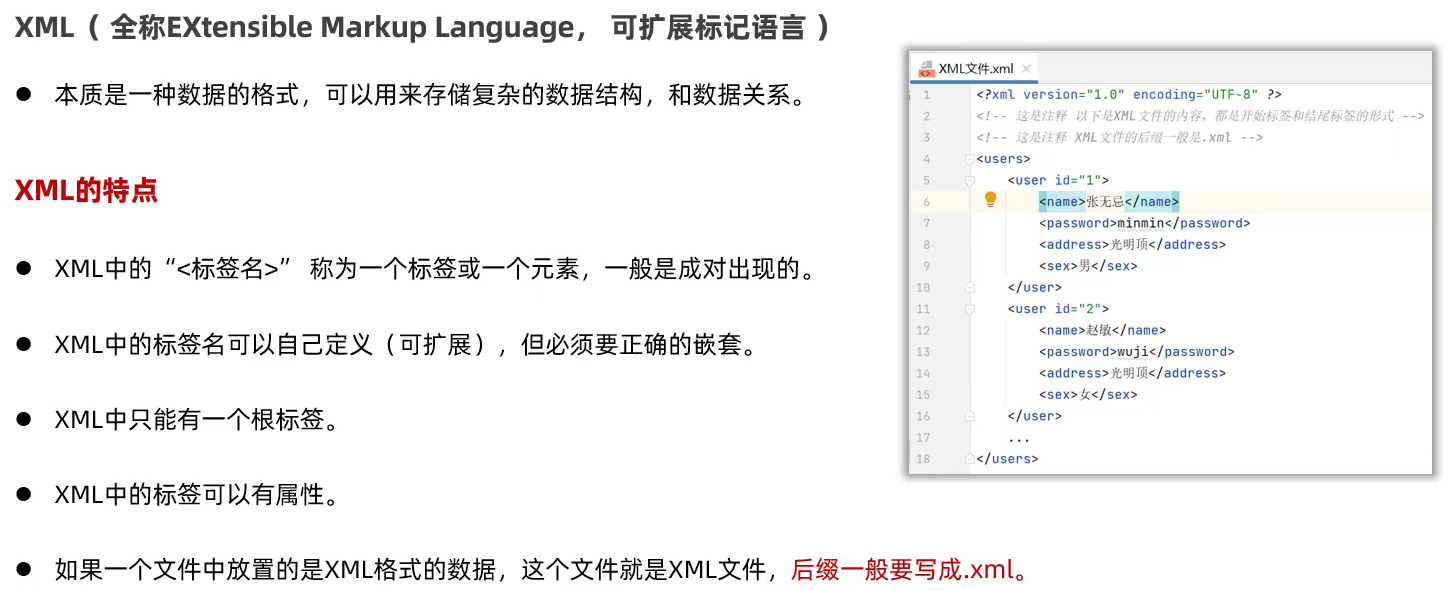 XML（ 全称EXtensible Markup Language， 可扩展标记语言 ）
● 本质是一种数据的格式，可以用来存储复杂的数据结构，和数据关系。
XML的特点
● XML中的“<标签名>” 称为一个标签或一个元素，一般是成对出现的。
● XML中的标签名可以自己定义（可扩展），但必须要正确的嵌套。
● XML中只能有一个根标签。
● XML中的标签可以有属性。
● 如果一个文件中放置的是XML格式的数据，这个文件就是XML文件，后缀一般要写成.xml。
XML文件.xml
1 <?xml version="1.0" encoding="UTF-8" ?>
2 <!-- 这是注释 以下是XML文件的内容，都是开始标签和结尾标签的形式 -->
3 <!-- 这是注释 XML文件的后缀一般是.xml -->
4 <users>
5 <user id="1">
6 <name>张无忌</name>
7 <password>minmin</password>
8 <address>光明顶</address>
9 <sex>男</sex>
10 </user>
11 <user id="2">
12 <name>赵敏</name>
13 <password>wuji</password>
14 <address>光明顶</address>
15 <sex>女</sex>
16 </user>
17 ...
18 </users>